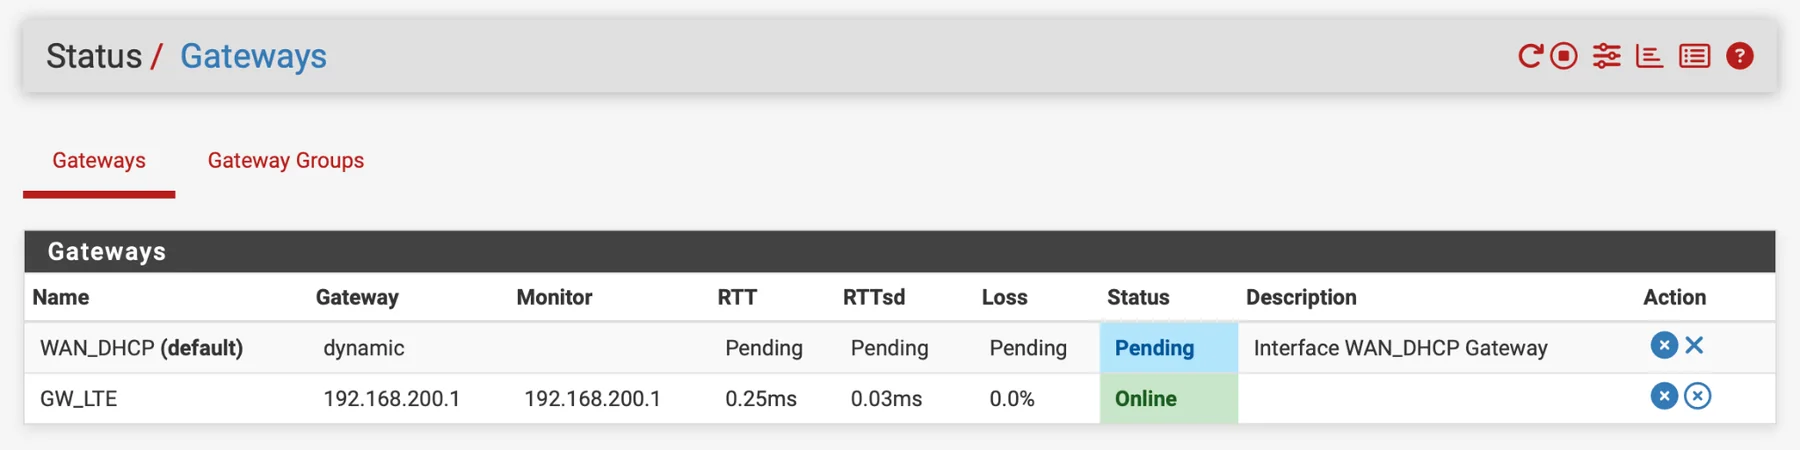 Status / Gateways
Gateways Gateway Groups
Gateways
Name Gateway Monitor RTT RTTsd Loss Status Description Action
WAN_DHCP (default) dynamic Pending Pending Pending Pending Interface WAN_DHCP Gateway
GW_LTE 192.168.200.1 192.168.200.1 0.25ms 0.03ms 0.0% Online